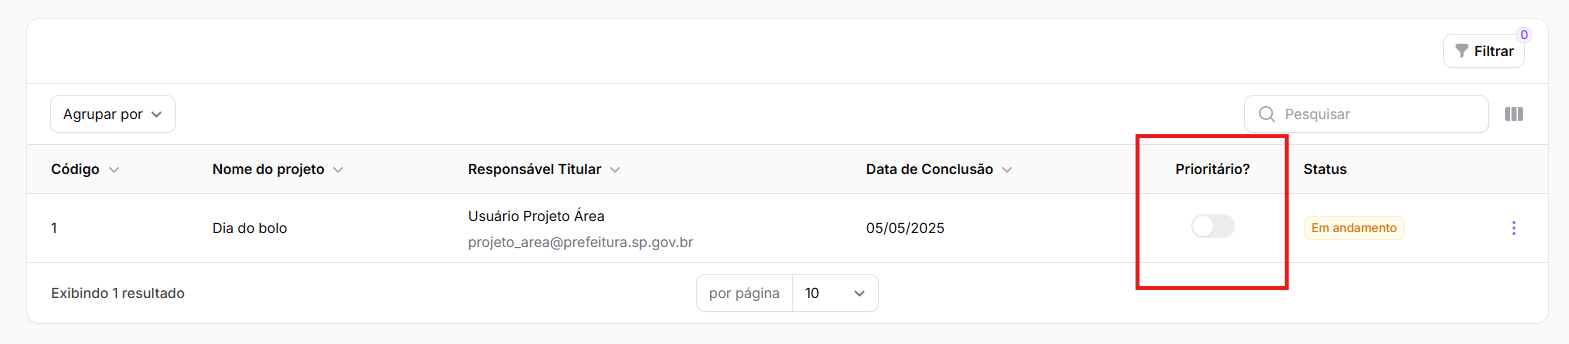 0
Filtrar
Agrupar por
Pesquisar
Código Nome do projeto Responsável Titular Data de Conclusão Prioritário? Status
1 Dia do bolo Usuário Projeto Área 05/05/2025 Em andamento
projeto_area@prefeitura.sp.gov.br
Exibindo 1 resultado por página 10